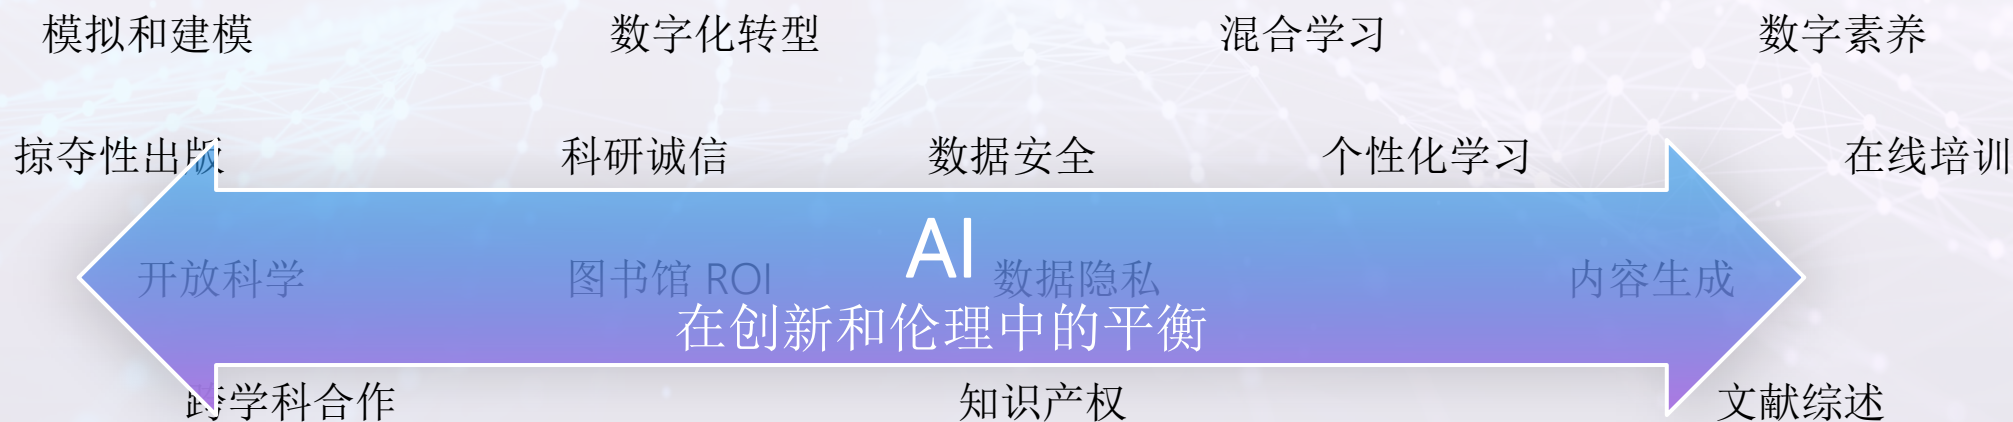 模拟和建模 数字化转型 混合学习 数字素养
掠夺性出版 科研诚信 数据安全 个性化学习 在线培训
AI
开放科学 图书馆 ROI 数据隐私 内容生成
在创新和伦理中的平衡
跨学科合作 知识产权 文献综述